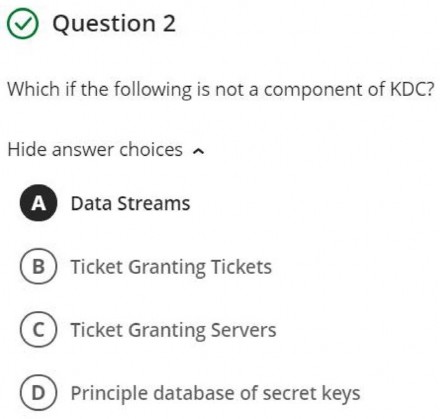 Question 2
Which if the following is not a component of KDC?
Hide answer choices
A Data Streams
B Ticket Granting Tickets
C Ticket Granting Servers
D Principle database of secret keys